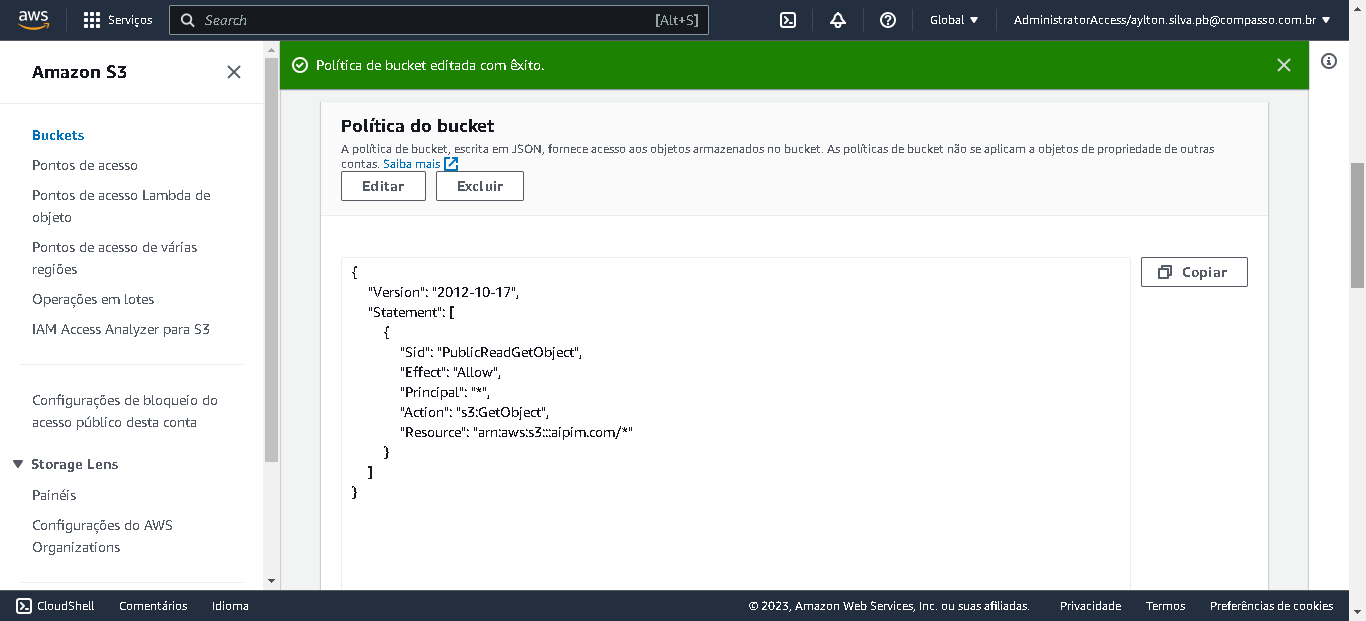 aws
Serviços
Search
[Alt+S]
Global
AdministratorAccess/aylton.silva.pb@compasso.com.br
Amazon S3
Buckets
Pontos de acesso
Pontos de acesso Lambda de
objeto
Pontos de acesso de várias
regiões
Operações em lotes
IAM Access Analyzer para S3
Configurações de bloqueio do
acesso público desta conta
Storage Lens
Painéis
Configurações do AWS
Organizations
Política de bucket editada com êxito.
Política do bucket
A política de bucket, escrita em JSON, fornece acesso aos objetos armazenados no bucket. As políticas de bucket não se aplicam a objetos de propriedade de outras
contas. Saiba mais
Editar
Excluir
Copiar
{
"Version": "2012-10-17",
"Statement": [
{
"Sid": "PublicReadGetObject",
"Effect": "Allow",
"Principal": "*",
"Action": "s3:GetObject",
"Resource": "arn:aws:s3:::aipim.com/*"
}
]
}
CloudShell
Comentários
Idioma
© 2023, Amazon Web Services, Inc. ou suas afiliadas.
Privacidade
Termos
Preferências de cookies